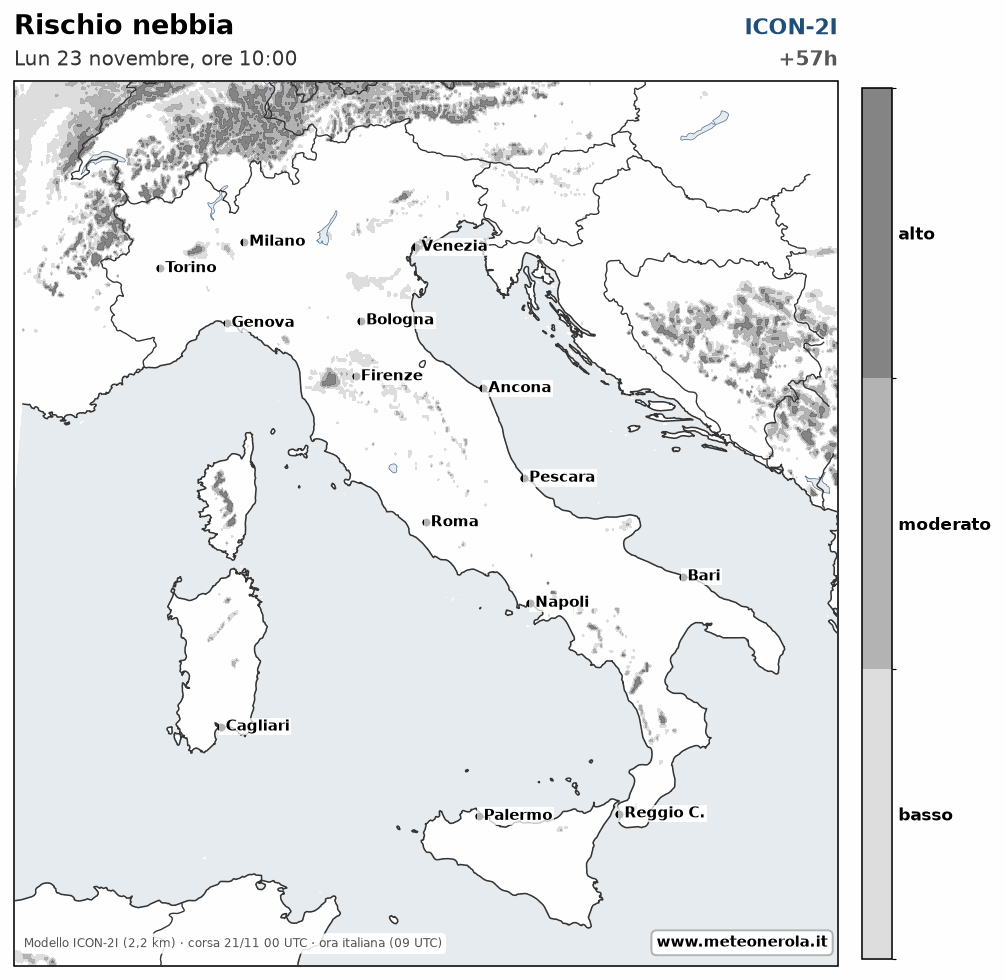 Rischio nebbia
ICON-2I
Lun 23 novembre, ore 10:00
+57h
Milano
Venezia
Torino
Genova
Bologna
Firenze
Ancona
Pescara
Roma
Bari
Napoli
Cagliari
Palermo
Reggio C.
alto
moderato
basso
Modello ICON-2I (2,2 km) · corsa 21/11 00 UTC · ora italiana (09 UTC)
www.meteonerola.it